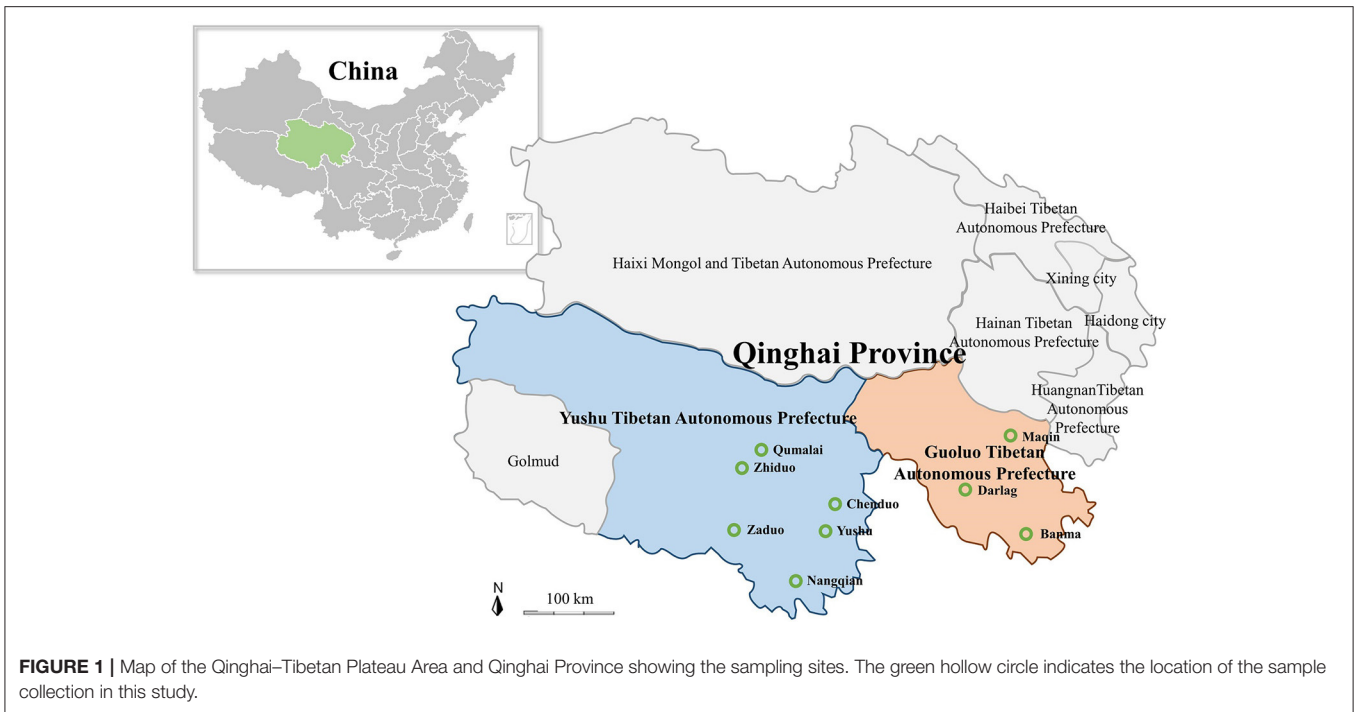 China
Haibei Tibetan
Autonomous Prefecture
Haixi Mongol and Tibetan Autonomous Prefecture
Xining city
Hainan Tibetan
Autonomous Prefecture
Haidong city
Qinghai Province
HuangnanTibetan
Autonomous
Prefecture
Yushu Tibetan Autonomous Prefecture
Maqin
Qumalai
Guoluo Tibetan
Autonomous Prefecture
Golmud
Zhiduo
Darlag
Chenduo
Zaduo
Yushu
Banma
Nangqian
N
100 km
FIGURE 1 | Map of the Qinghai–Tibetan Plateau Area and Qinghai Province showing the sampling sites. The green hollow circle indicates the location of the sample
collection in this study.